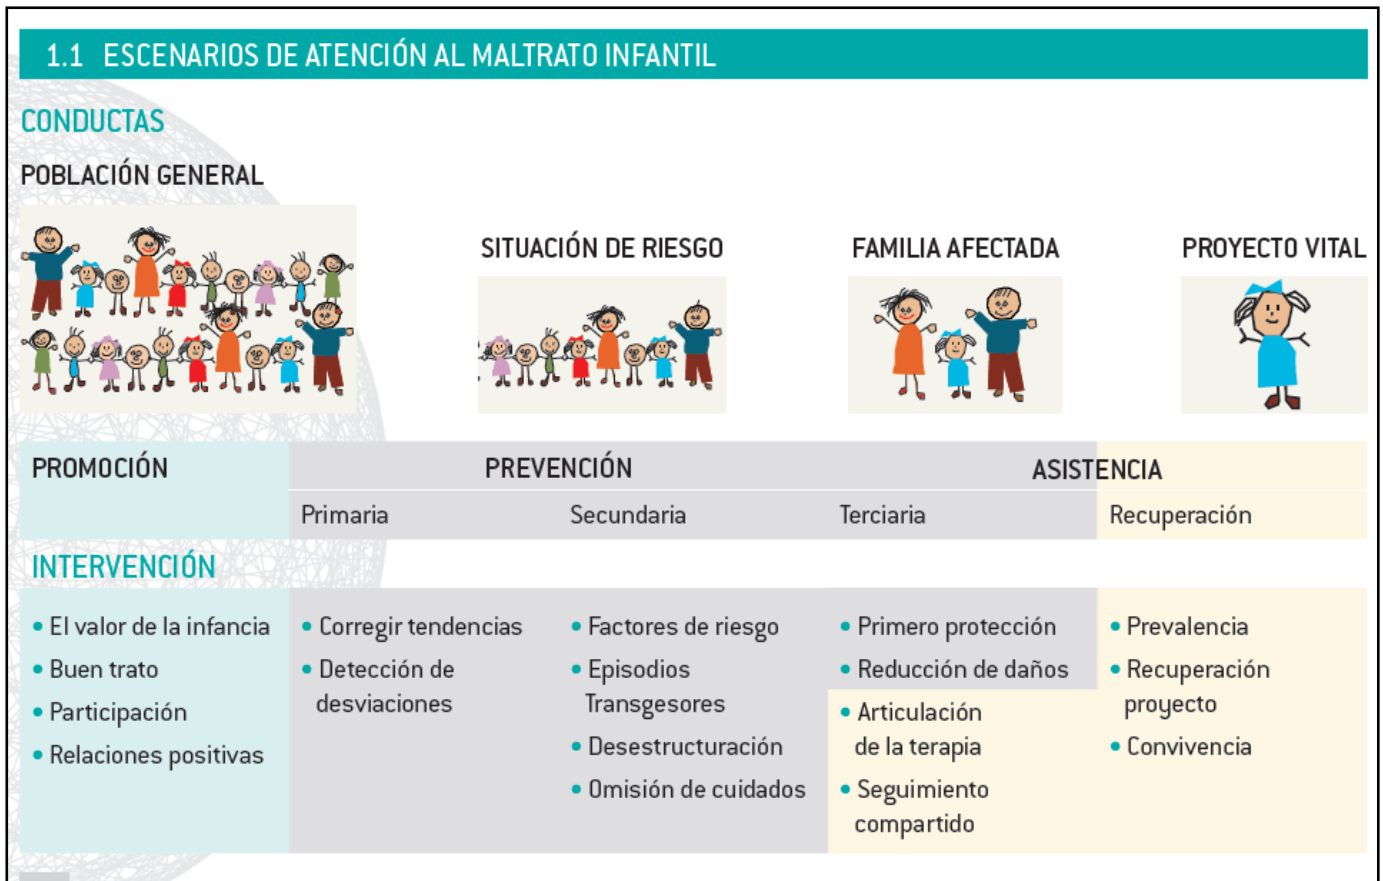 1.1 ESCENARIOS DE ATENCIÓN AL MALTRATO INFANTIL
CONDUCTAS
POBLACIÓN GENERAL
SITUACIÓN DE RIESGO
FAMILIA AFECTADA
PROYECTO VITAL
PROMOCIÓN
PREVENCIÓN
ASISTENCIA
Primaria
Secundaria
Terciaria
Recuperación
INTERVENCIÓN
• El valor de la infancia
• Buen trato
• Participación
• Relaciones positivas
• Corregir tendencias
• Detección de
desviaciones
• Factores de riesgo
• Episodios
Transgesores
• Desestructuración
• Omisión de cuidados
• Primero protección
• Reducción de daños
• Articulación
de la terapia
• Seguimiento
compartido
• Prevalencia
• Recuperación
proyecto
• Convivencia